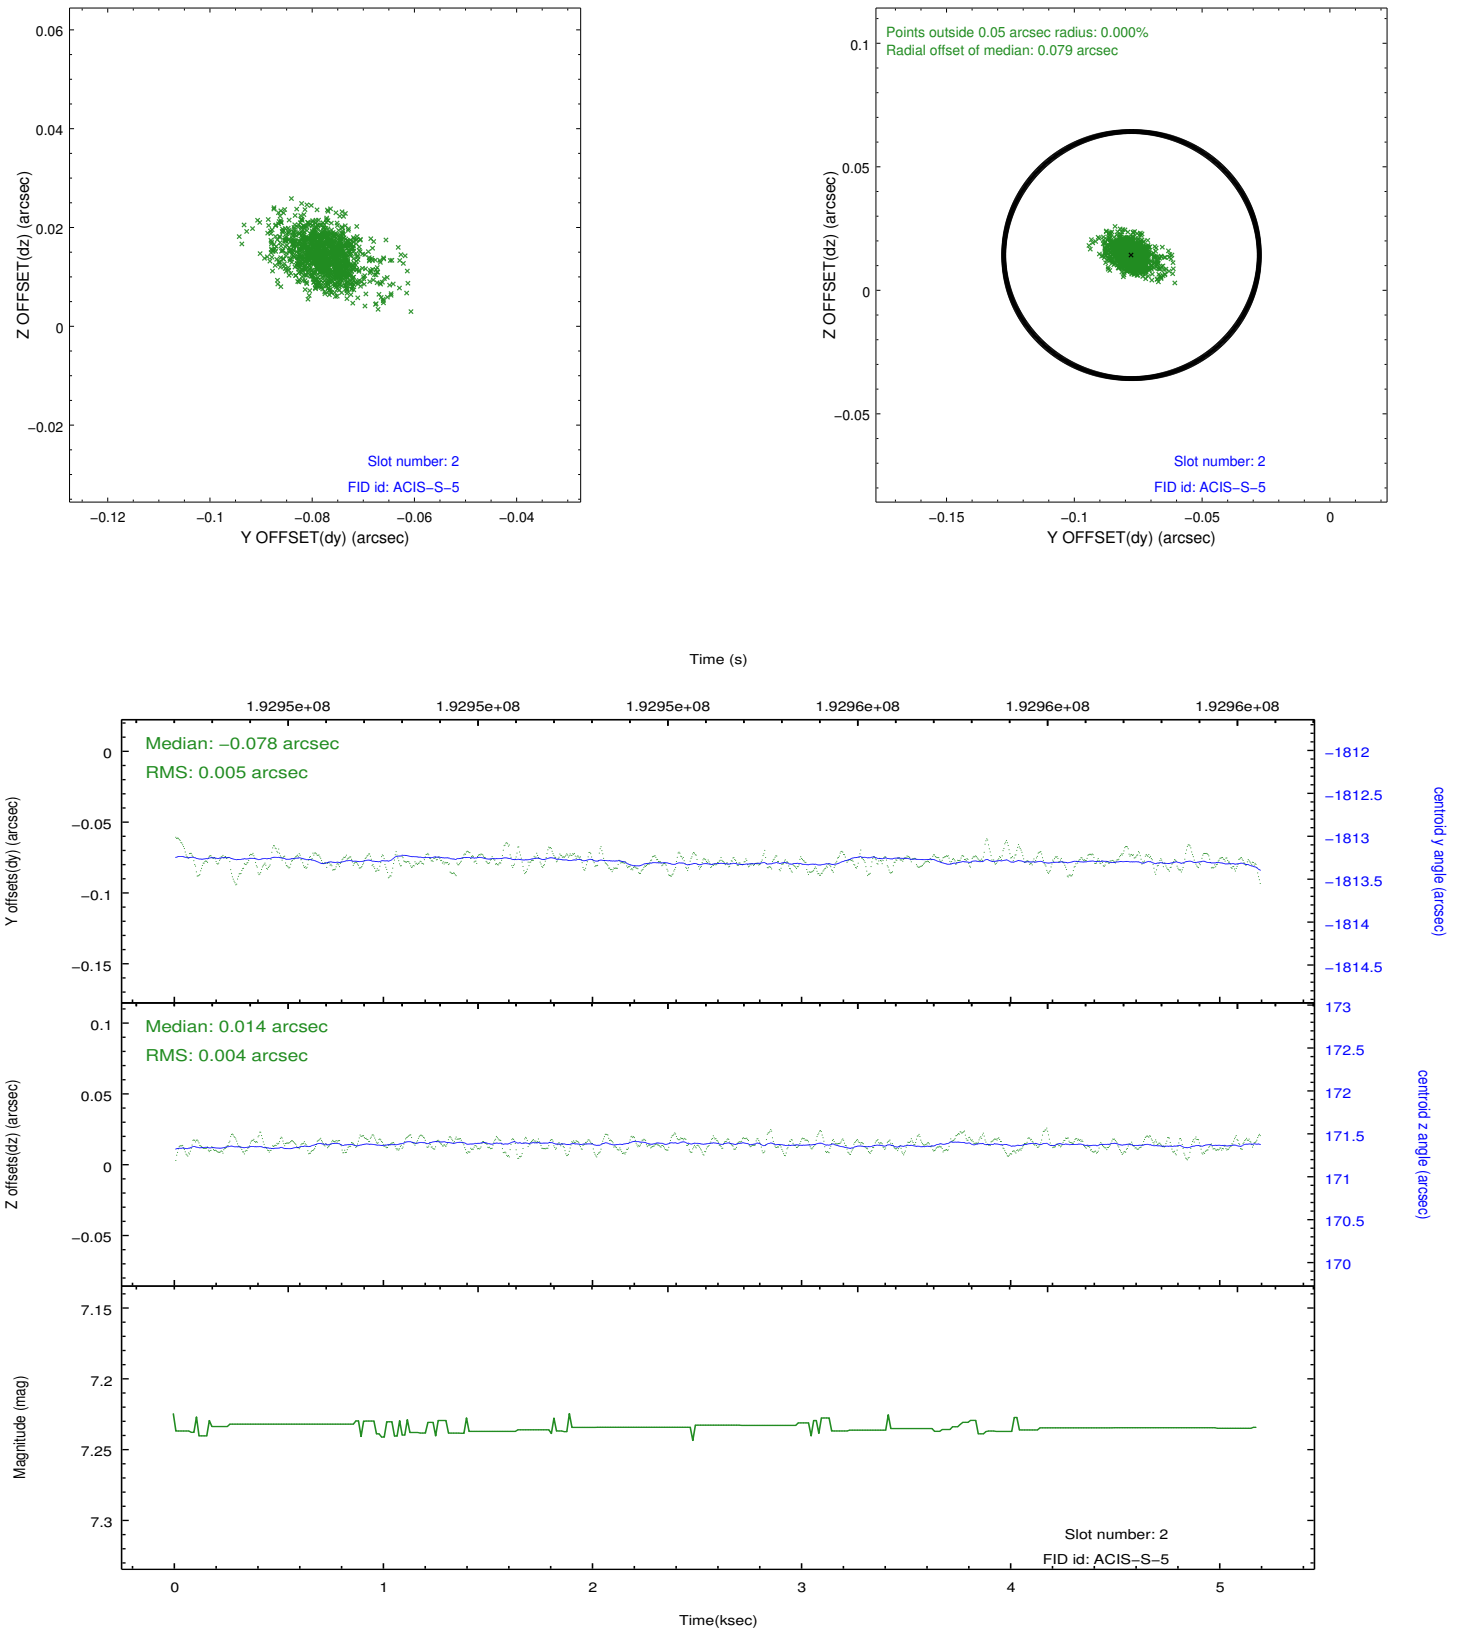 0.06
0.04
0.02
0
−0.02
Z OFFSET(dz) (arcsec)
Slot number: 2
FID id: ACIS−S−5
−0.12 −0.1 −0.08 −0.06 −0.04
Y OFFSET(dy) (arcsec)
Points outside 0.05 arcsec radius: 0.000%
Radial offset of median: 0.079 arcsec
0.1
0.05
0
−0.05
Z OFFSET(dz) (arcsec)
Slot number: 2
FID id: ACIS−S−5
−0.15 −0.1 −0.05 0
Y OFFSET(dy) (arcsec)
Time (s)
1.9295e+08 1.9295e+08 1.9295e+08 1.9296e+08 1.9296e+08 1.9296e+08
Median: −0.078 arcsec
RMS: 0.005 arcsec
0
−0.05
−0.1
−0.15
Y offsets(dy) (arcsec)
−1812
−1812.5
−1813
−1813.5
−1814
−1814.5
centroid y angle (arcsec)
Median: 0.014 arcsec
RMS: 0.004 arcsec
0.1
0.05
0
−0.05
Z offsets(dz) (arcsec)
173
172.5
172
171.5
171
170.5
170
centroid z angle (arcsec)
7.15
7.2
7.25
7.3
Magnitude (mag)
Slot number: 2
FID id: ACIS−S−5
0 1 2 3 4 5
Time(ksec)